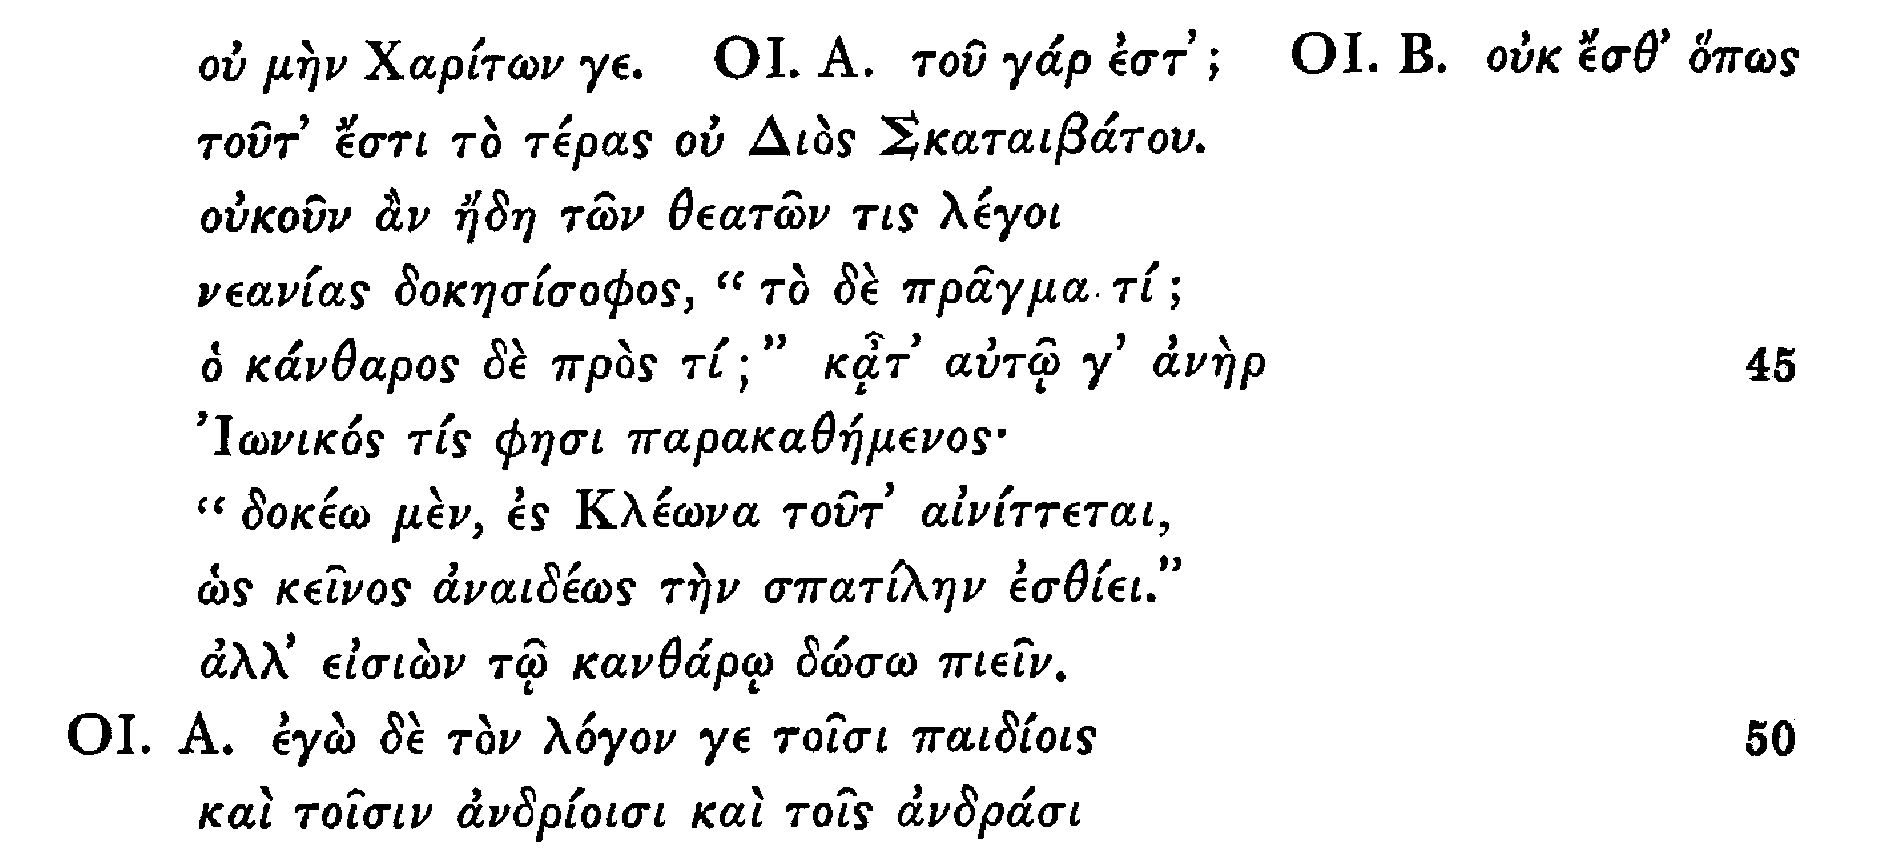 οὐ μὴν Χαρίτων γε. ΟΙ. Α. τοῦ γάρ ἐστ’; ΟΙ. Β. οὐκ ἔσθ’ ὅπως
τοῦτ’ ἔστι τὸ τέρας οὐ Διὸς Σκαταιβάτου.
οὐκοῦν ἂν ἤδη τῶν θεατῶν τις λέγοι
νεανίας δοκησίσοφος, “ τὸ δὲ πρᾶγμα τί;
ὁ κάνθαρος δὲ πρὸς τί;” κᾆτ’ αὐτῷ γ’ ἀνὴρ 45
Ἰωνικός τίς φησι παρακαθήμενος·
“ δοκέω μὲν, ἐς Κλέωνα τοῦτ’ αἰνίττεται,
ὡς κεῖνος ἀναιδέως τὴν σπατίλην ἐσθίει.”
ἀλλ’ εἰσιὼν τῷ κανθάρῳ δώσω πιεῖν.
ΟΙ. Α. ἐγὼ δὲ τὸν λόγον γε τοῖσι παιδίοις 50
καὶ τοῖσιν ἀνδρίοισι καὶ τοῖς ἀνδράσι